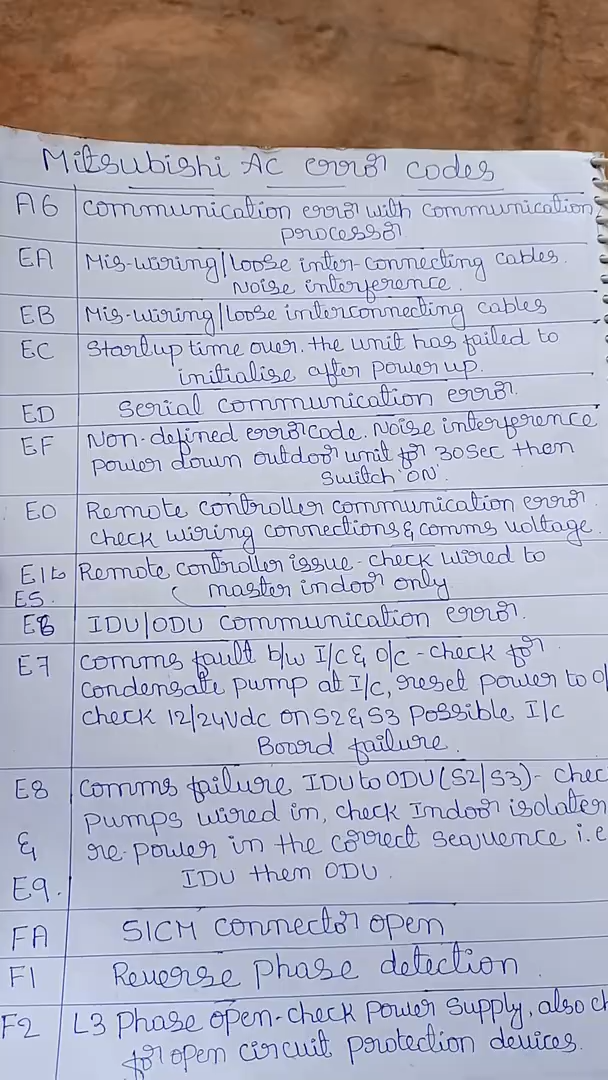 Mitsubishi AC error codes
A6 communication error with communication
processor
EA Mis-wiring/loose inter-connecting cables.
Noise interference.
EB Mis-wiring/loose interconnecting cables
EC Startup time over. the unit has failed to
initialise after power up.
ED Serial communication error.
EF Non-defined error code. Noise interference
power down outdoor unit for 30sec then
switch 'ON'
E0 Remote controller communication error
check wiring connections & comms voltage.
E1 to Remote controller issue-check wired to
E5. master indoor only
E6 IDU/ODU communication error.
E7 comms fault b/w I/C & O/C - check for
condensate pump at I/C, reset power to O/
check 12/24Vdc on S2 & S3 possible I/C
Board failure.
E8 comms failure IDU to ODU (S2/S3)- chec
pumps wired in, check Indoor isolater
& re-power in the correct sequence i.e
E9. IDU then ODU.
FA SICM connector open
F1 Reverse phase detection.
F2 L3 Phase open-check power supply, also ch
for open circuit protection devices.